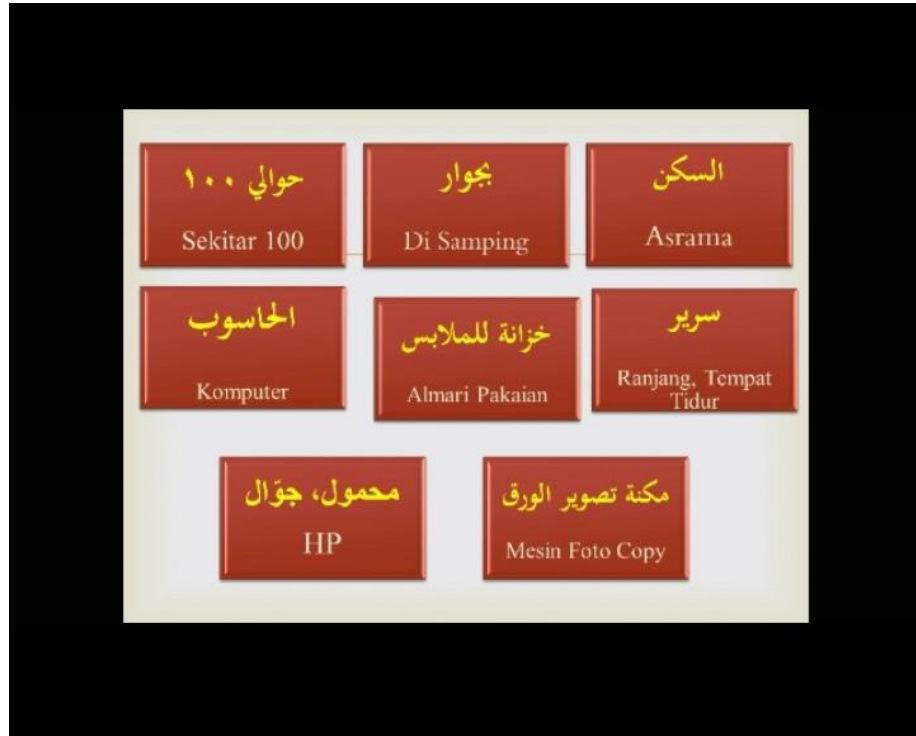 السكن
Asrama
بجوار
Di Samping
حوالي ١٠٠
Sekitar 100
سرير
Ranjang, Tempat
Tidur
خزانة للملابس
Almari Pakaian
الحاسوب
Komputer
مكنة تصوير الورق
Mesin Foto Copy
محمول، جوّال
HP